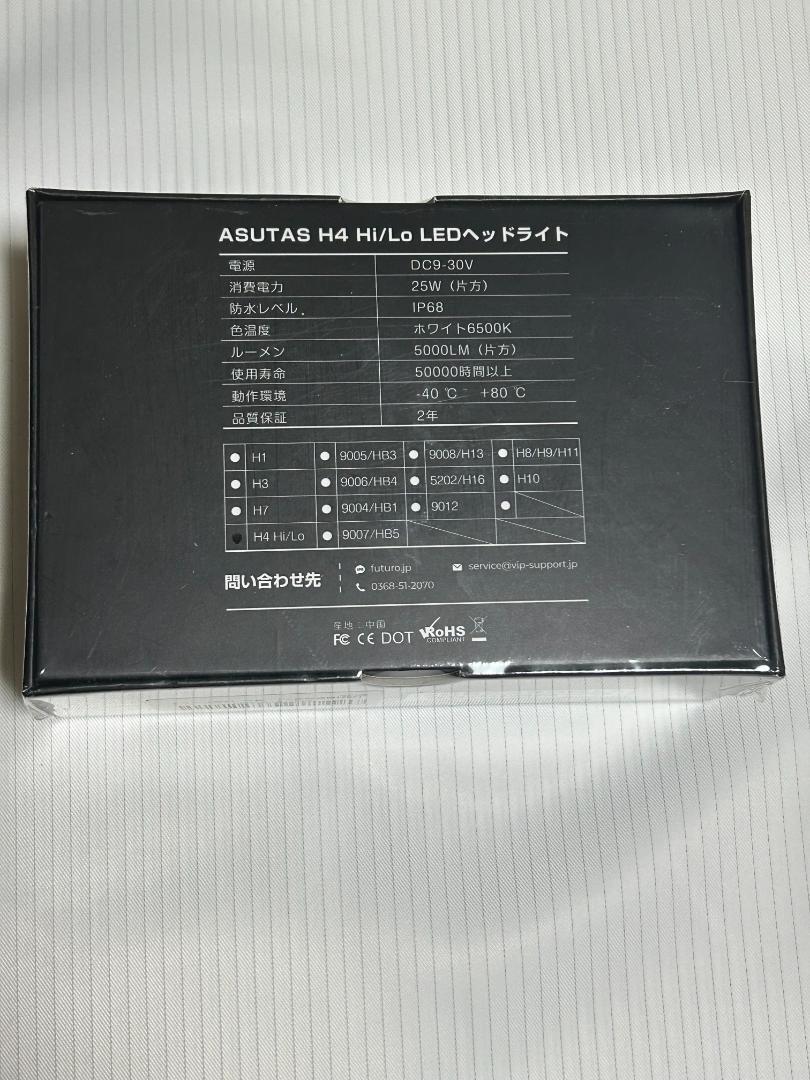 ASUTAS H4 Hi/Lo LEDヘッドライト
電源 DC9-30V
消費電力 25W（片方）
防水レベル IP68
色温度 ホワイト6500K
ルーメン 5000LM（片方）
使用寿命 50000時間以上
動作環境 -40 ℃ +80 ℃
品質保証 2年
H1 9005/HB3 9008/H13 H8/H9/H11
H3 9006/HB4 5202/H16 H10
H7 9004/HB1 9012
H4 Hi/Lo 9007/HB5
問い合わせ先
futuro.jp service@vip-support.jp
0368-51-2070
産地：中国
FC CE DOT RoHS
COMPLIANT